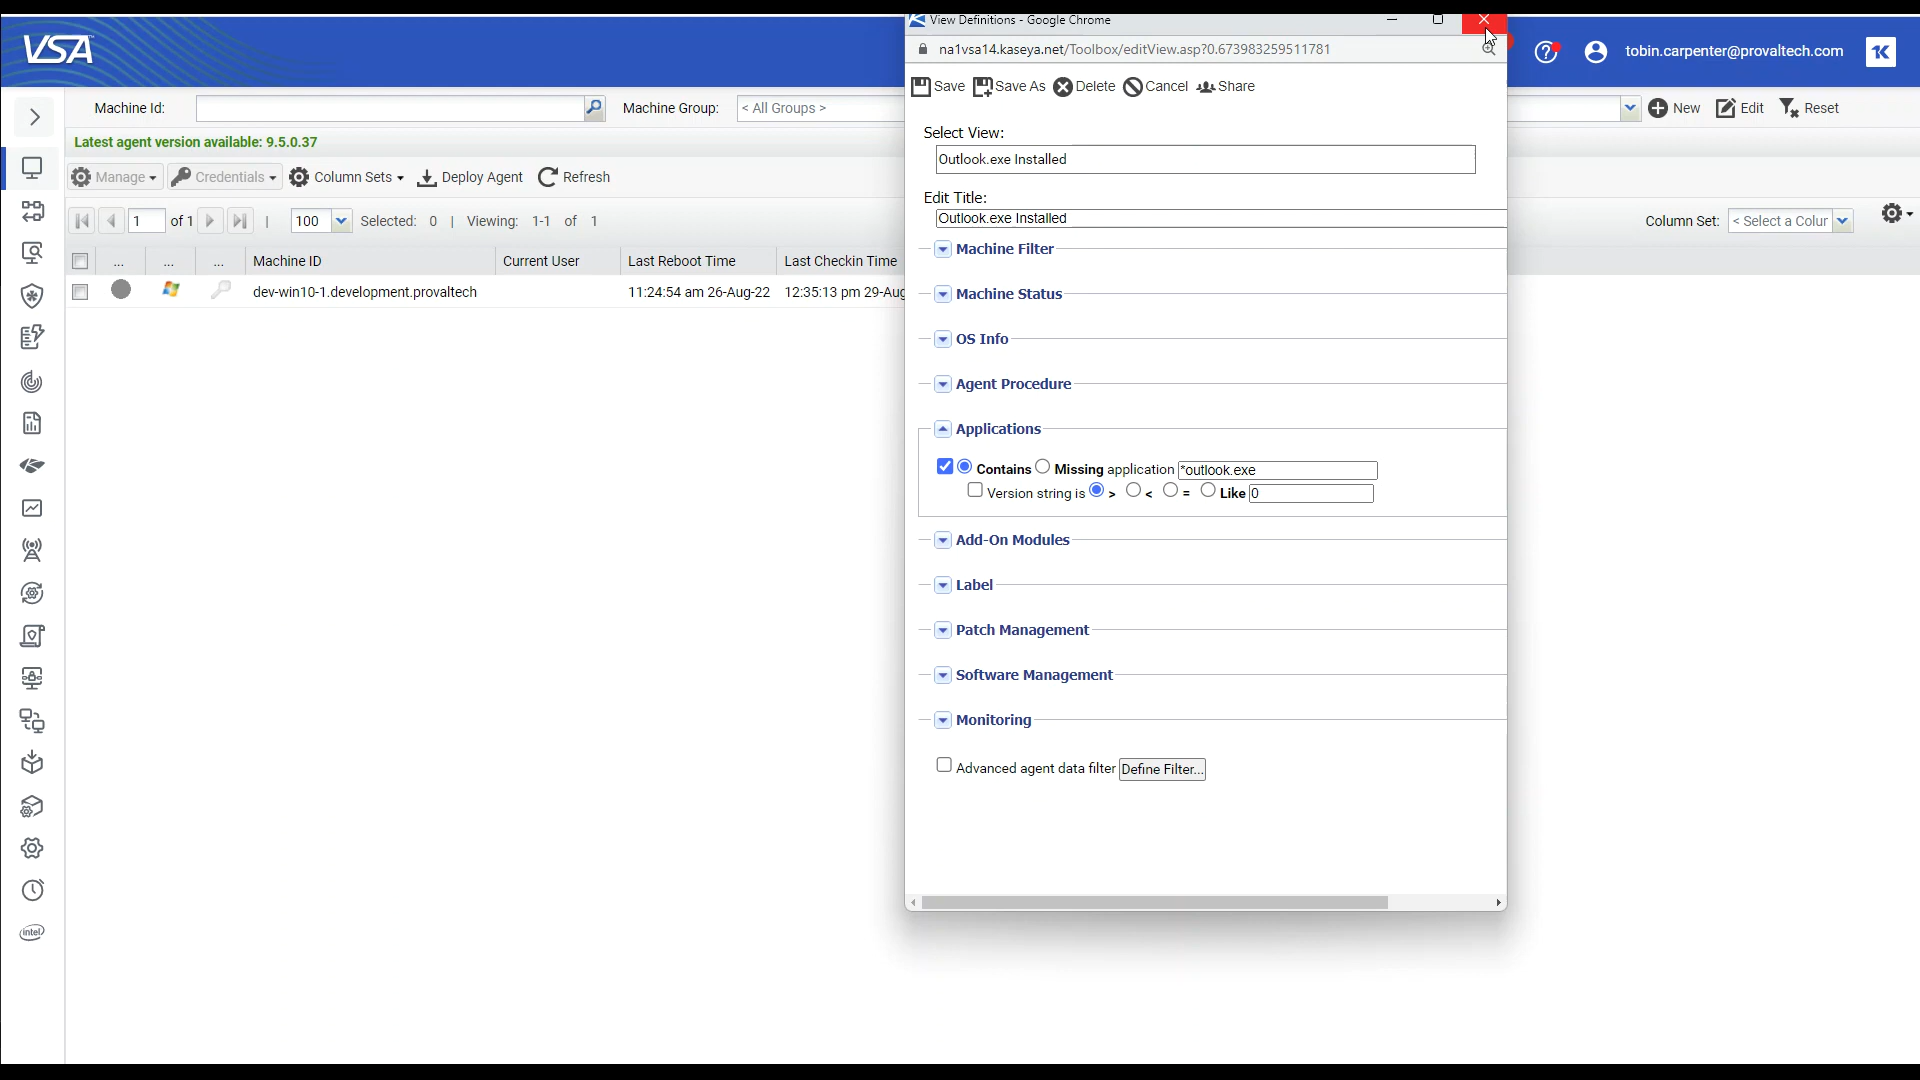 View Definitions - Google Chrome
VSA
na1vsa14.kaseya.net/Toolbox/editView.asp?0.673983259511781
tobin.carpenter@provaltech.com
Save Save As Delete Cancel Share
Machine Id:
Machine Group: < All Groups >
New Edit Reset
Latest agent version available: 9.5.0.37
Select View:
Outlook.exe Installed
Manage Credentials Column Sets Deploy Agent Refresh
Edit Title:
Outlook.exe Installed
1 of 1 | 100 Selected: 0 | Viewing: 1-1 of 1
Column Set: < Select a Colur
... ... ... Machine ID Current User Last Reboot Time Last Checkin Time
dev-win10-1.development.provaltech 11:24:54 am 26-Aug-22 12:35:13 pm 29-Aug
Machine Filter
Machine Status
OS Info
Agent Procedure
Applications
Contains Missing application *outlook.exe
Version string is > < = Like 0
Add-On Modules
Label
Patch Management
Software Management
Monitoring
Advanced agent data filter Define Filter...
intel